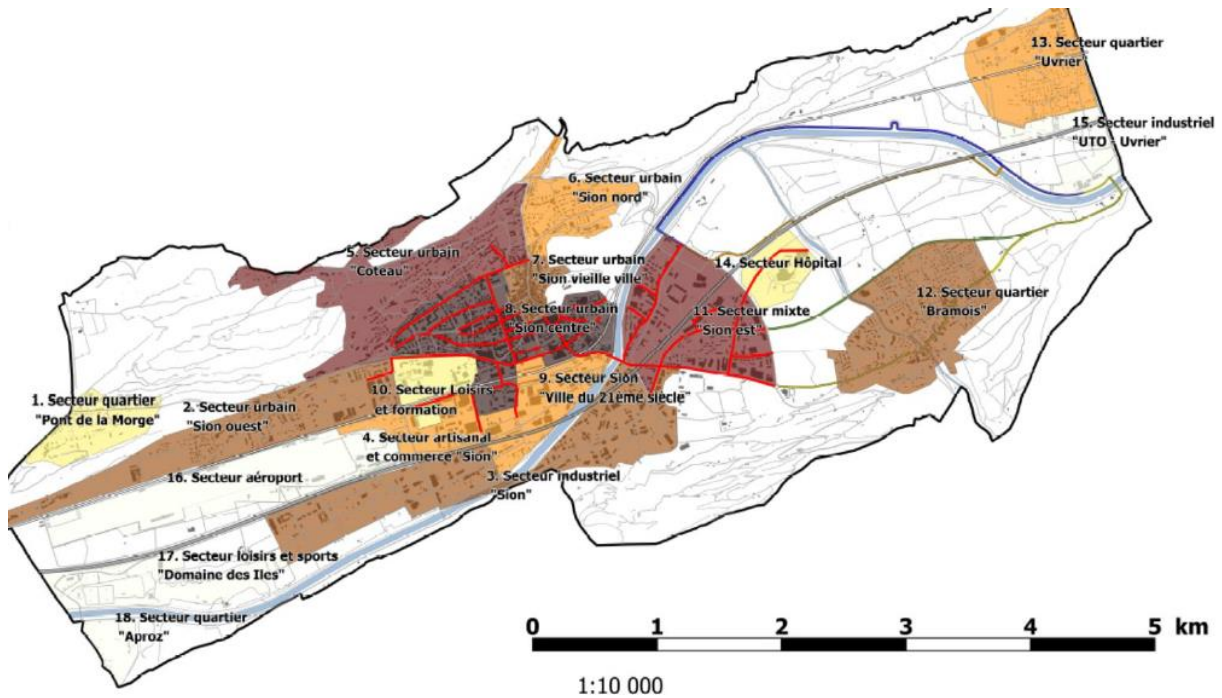 13. Secteur quartier
"Uvrier"
15. Secteur industriel
"UTO - Uvrier"
6. Secteur urbain
"Sion nord"
5. Secteur urbain
"Coteau"
7. Secteur urbain
"Sion vieille ville"
14. Secteur Hôpital
12. Secteur quartier
"Bramois"
8. Secteur urbain
"Sion centre"
11. Secteur mixte
"Sion est"
9. Secteur Sion
"Ville du 21ème siècle"
10. Secteur Loisirs
et formation
1. Secteur quartier
"Pont de la Morge"
2. Secteur urbain
"Sion ouest"
4. Secteur artisanal
et commerce "Sion"
16. Secteur aéroport
3. Secteur industriel
"Sion"
17. Secteur loisirs et sports
"Domaine des Iles"
18. Secteur quartier
"Aproz"
0 1 2 3 4 5 km
1:10 000